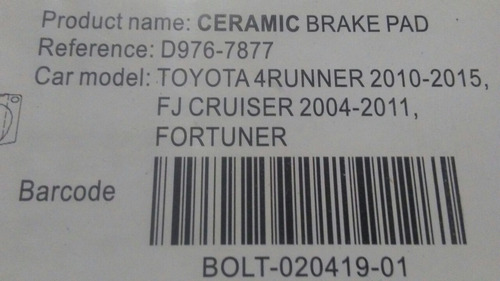 Product name: CERAMIC BRAKE PAD
Reference: D976-7877
Car model: TOYOTA 4RUNNER 2010-2015,
FJ CRUISER 2004-2011,
FORTUNER
Barcode
BOLT-020419-01